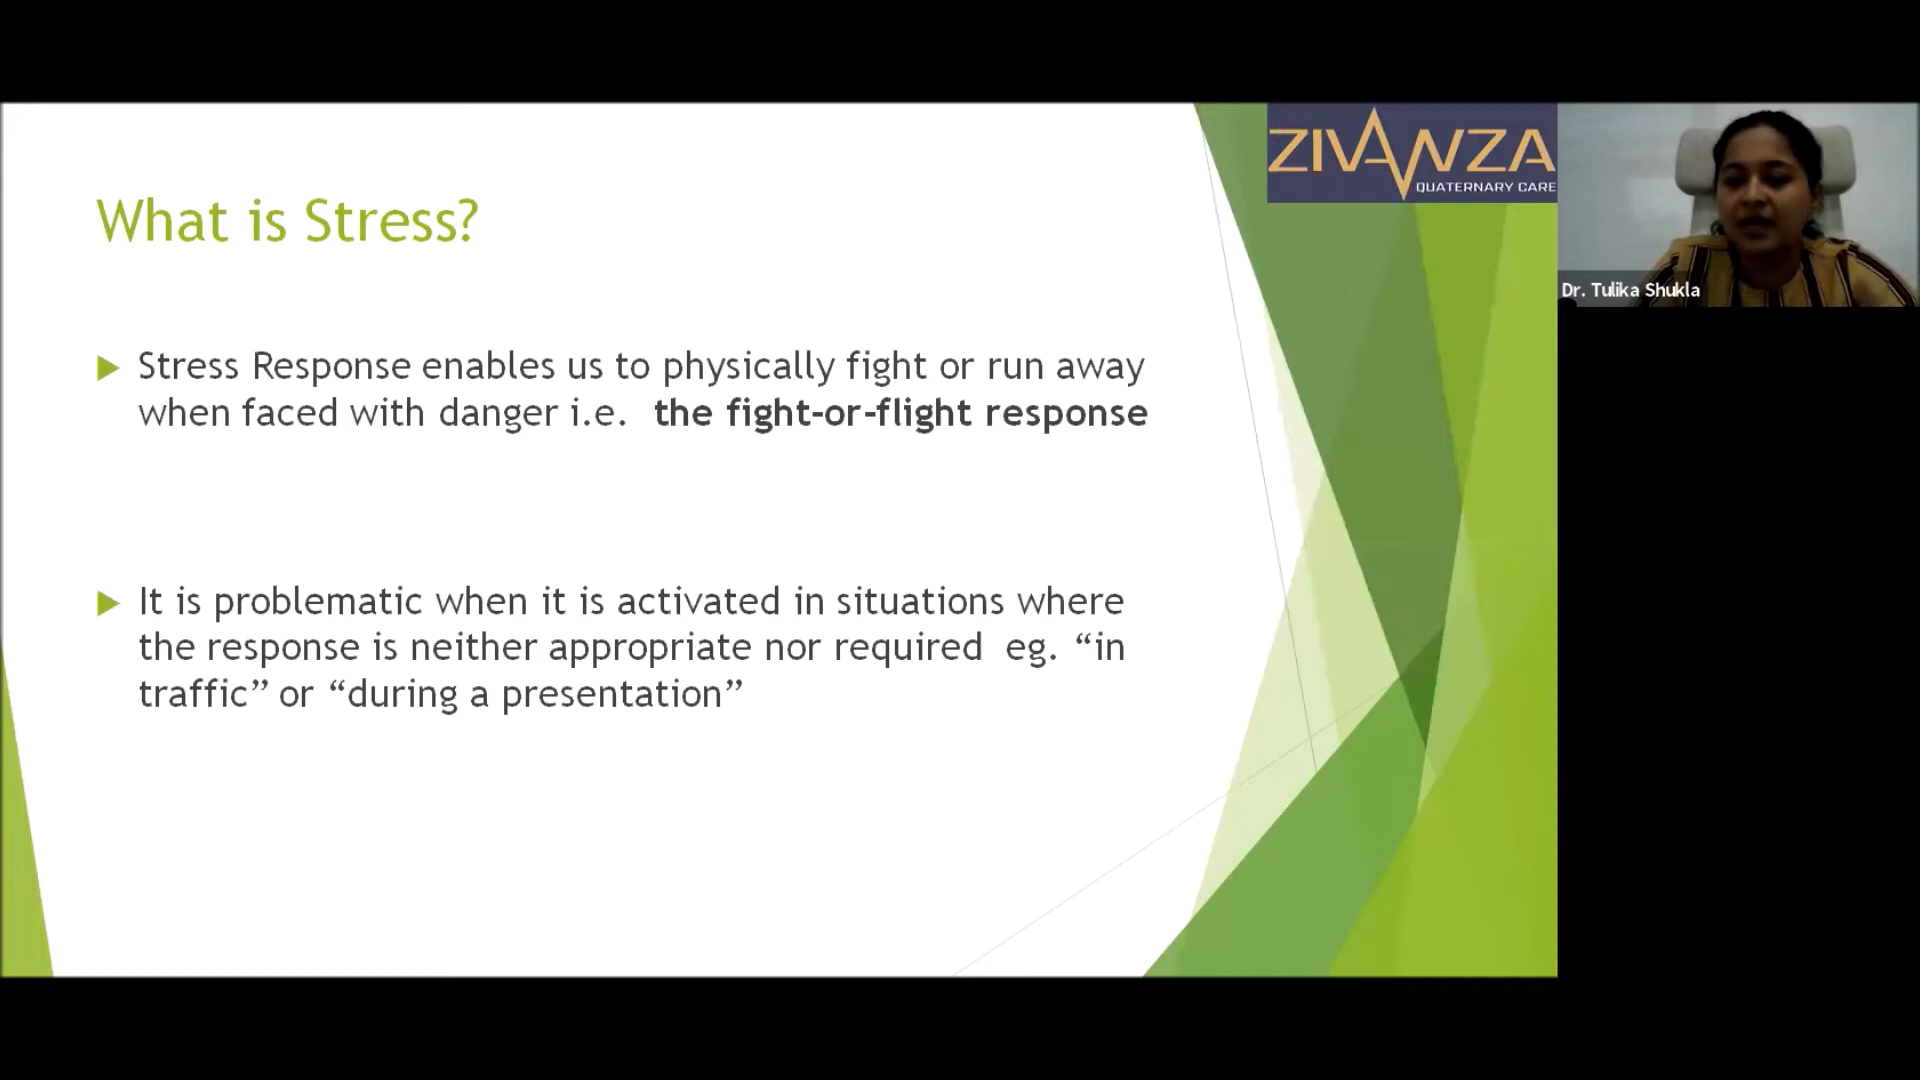 ZIVANZA
QUATERNARY CARE
What is Stress?
Dr. Tulika Shukla
Stress Response enables us to physically fight or run away
when faced with danger i.e. the fight-or-flight response
It is problematic when it is activated in situations where
the response is neither appropriate nor required eg. “in
traffic” or “during a presentation”